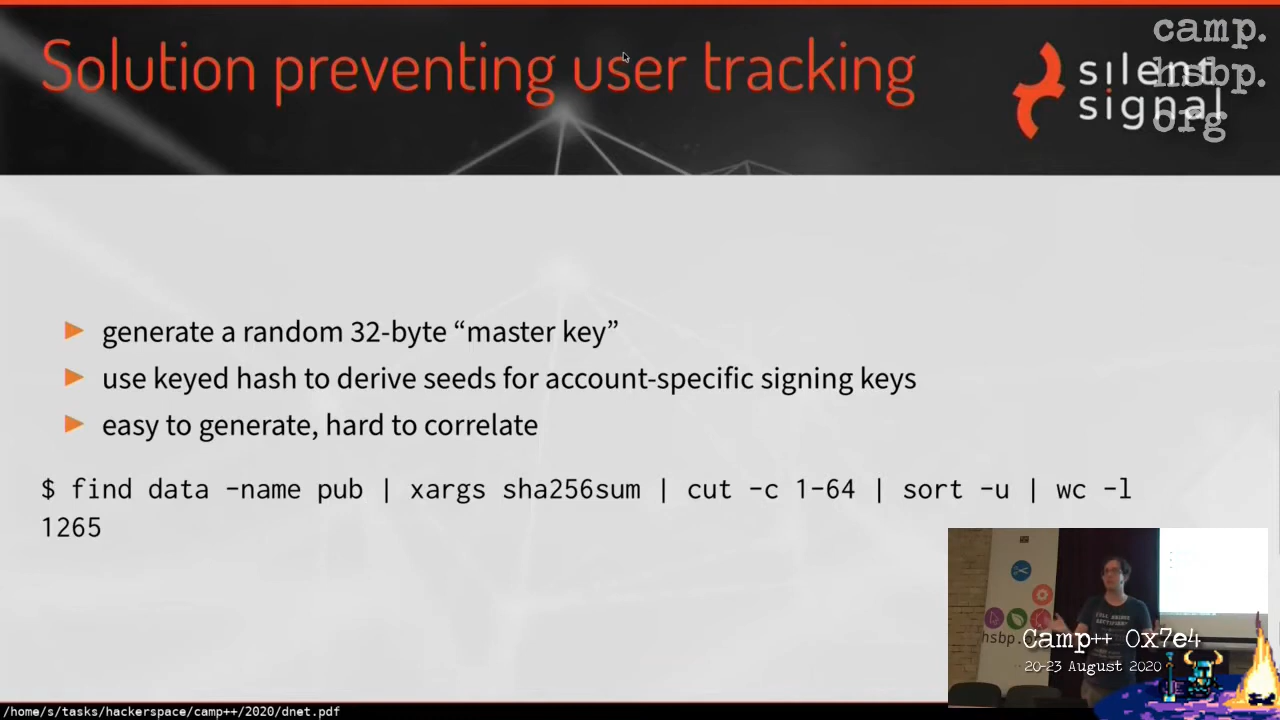 Solution preventing user tracking
silent
signal
camp.
hsbp.
org
generate a random 32-byte “master key”
use keyed hash to derive seeds for account-specific signing keys
easy to generate, hard to correlate
$ find data -name pub | xargs sha256sum | cut -c 1-64 | sort -u | wc -l
1265
hsbp.
Camp++ 0x7e4
20-23 August 2020
/home/s/tasks/hackerspace/camp++/2020/dnet.pdf